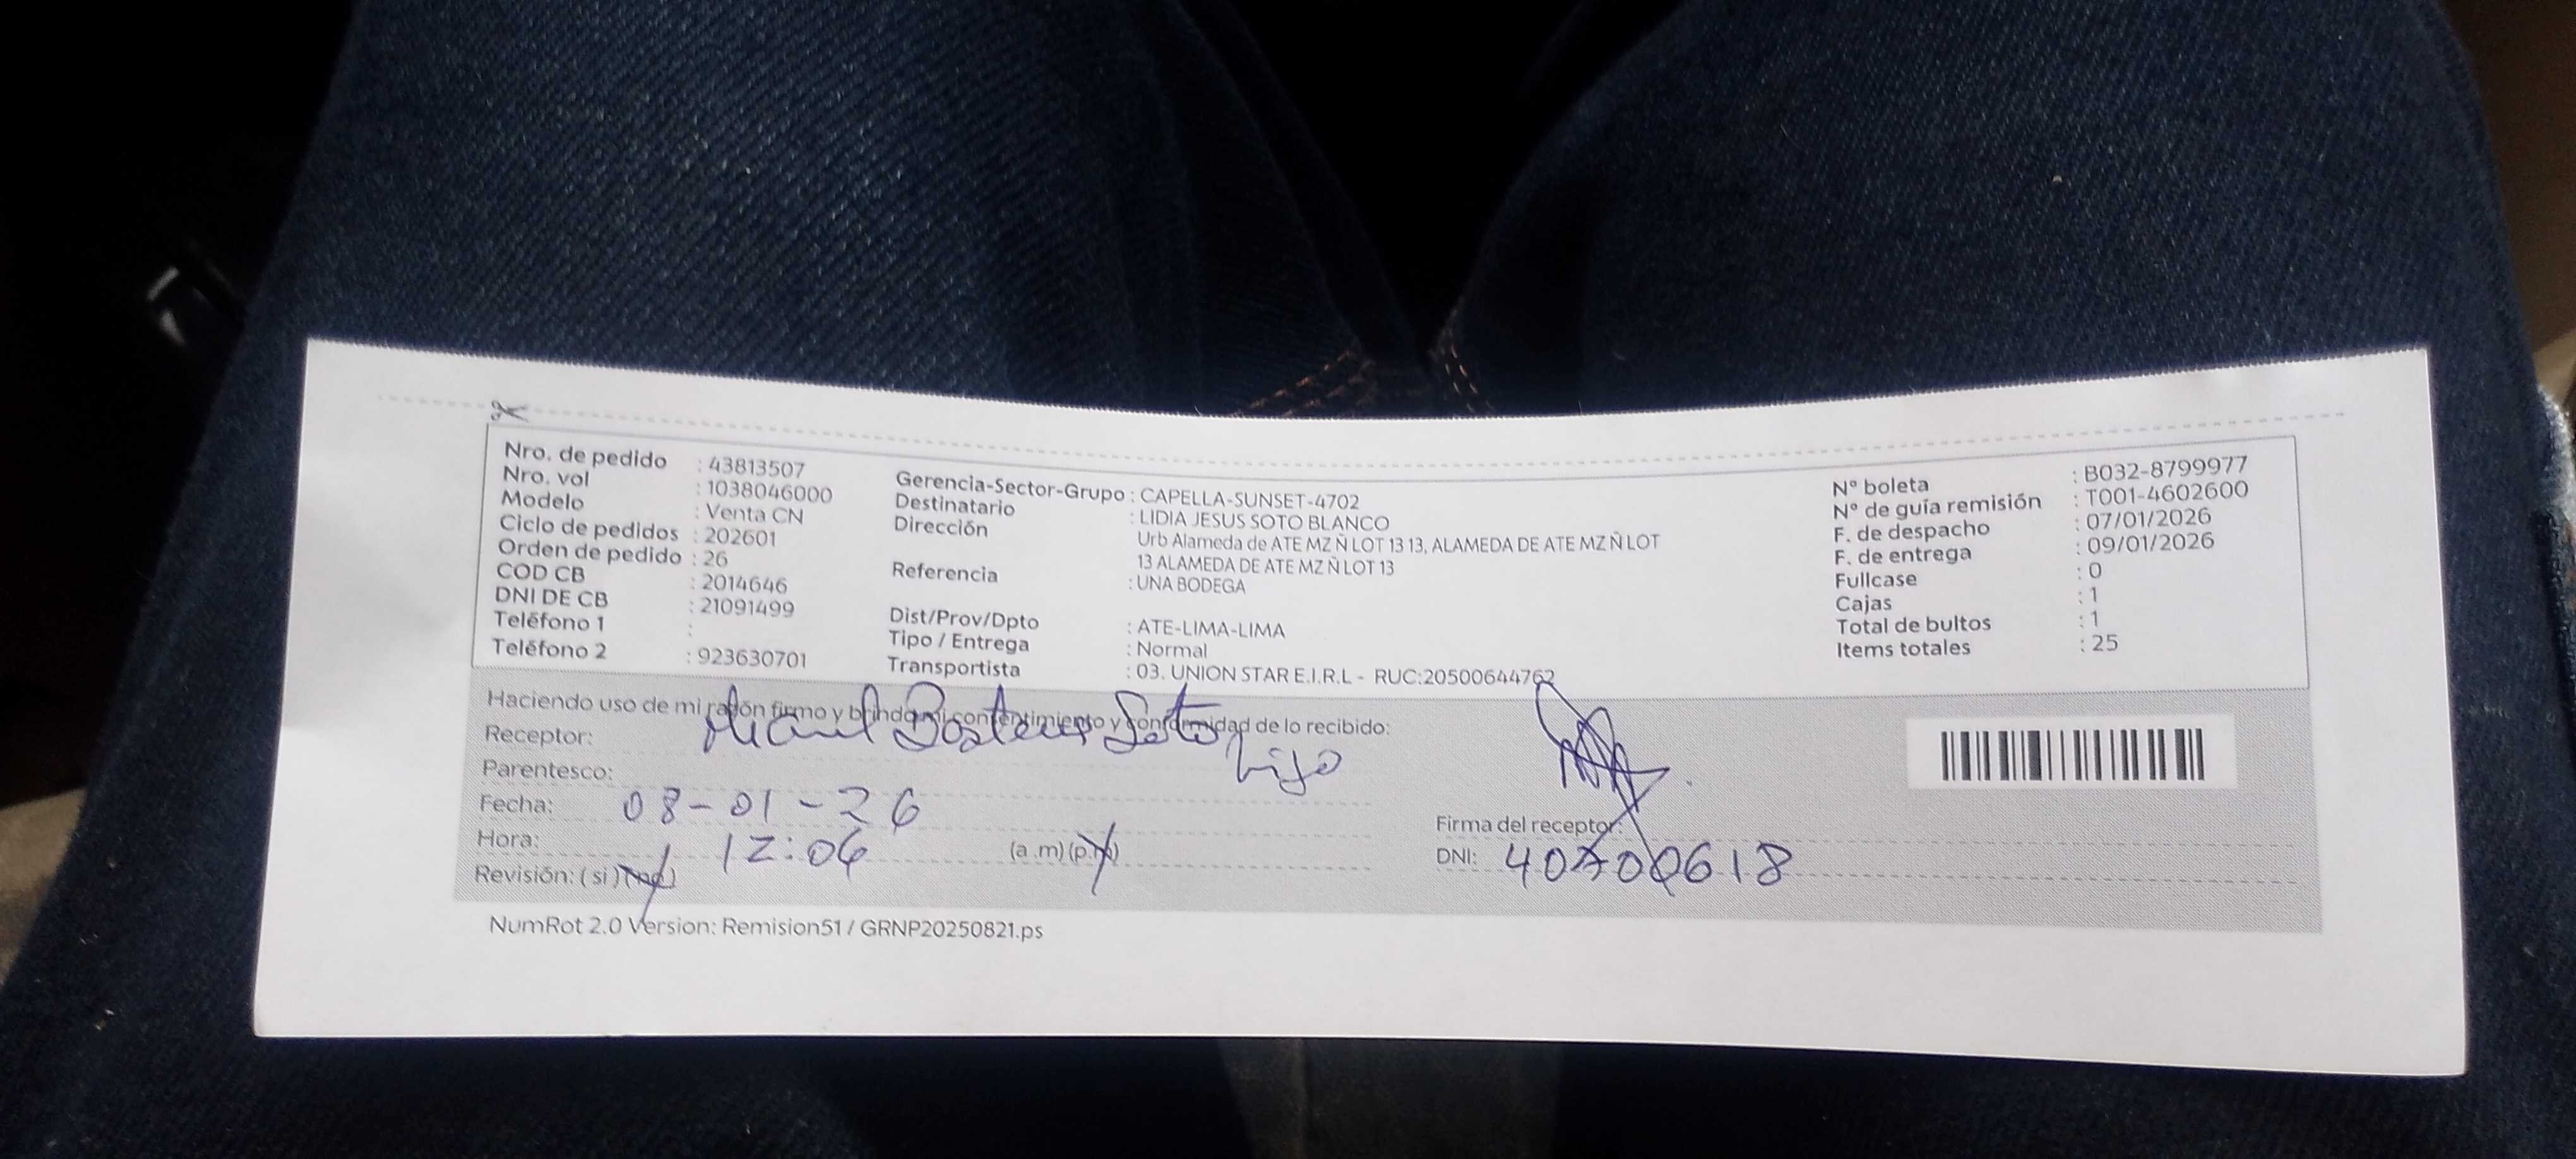 Nro. de pedido : 43813507
Nro. vol : 1038046000
Modelo : Venta CN
Ciclo de pedidos : 202601
Orden de pedido : 26
COD CB : 2014646
DNI DE CB : 21091499
Teléfono 1 :
Teléfono 2 : 923630701
Gerencia-Sector-Grupo : CAPELLA-SUNSET-4702
Destinatario : LIDIA JESUS SOTO BLANCO
Dirección Urb Alameda de ATE MZ Ñ LOT 13 13, ALAMEDA DE ATE MZ Ñ LOT
13 ALAMEDA DE ATE MZ Ñ LOT 13
Referencia : UNA BODEGA
Dist/Prov/Dpto : ATE-LIMA-LIMA
Tipo / Entrega : Normal
Transportista : 03. UNION STAR E.I.R.L - RUC:20500644762
N° boleta : B032-8799977
N° de guía remisión : T001-4602600
F. de despacho : 07/01/2026
F. de entrega : 09/01/2026
Fullcase : 0
Cajas : 1
Total de bultos : 1
Items totales : 25
Haciendo uso de mi razón firmo y brindo mi consentimiento y conformidad de lo recibido:
Receptor: Soto
Parentesco: hijo
Fecha: 08-01-26
Hora: 12:06 (a .m) (p.m)
Revisión: ( si ) ( no )
Firma del receptor:
DNI: 40700618
NumRot 2.0 Version: Remision51 / GRNP20250821.ps